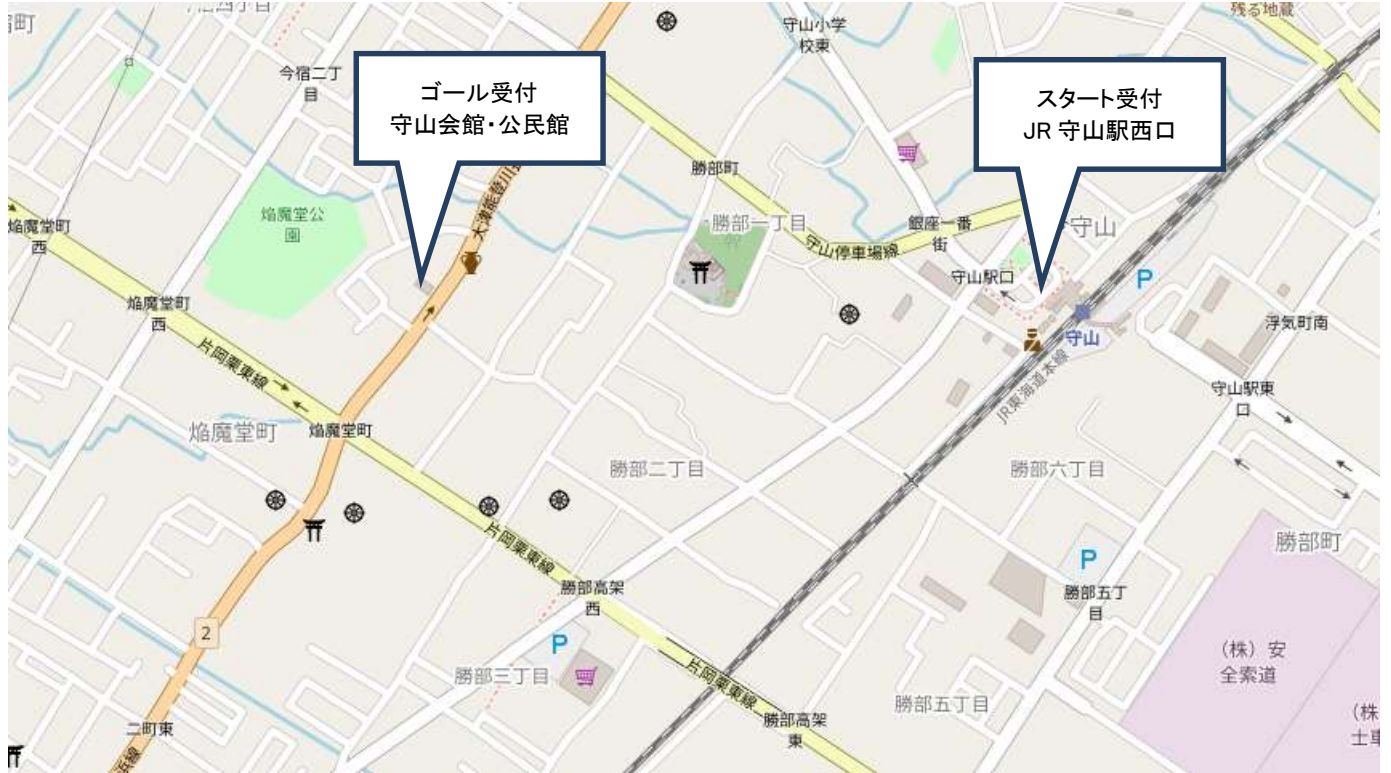 残る地蔵
守山小学
校東
今宿二丁
目
ゴール受付
守山会館・公民館
スタート受付
JR 守山駅西口
勝部町
焔魔堂公
園
焔魔堂町
西
大津能登川
勝部一丁目
銀座一番
街
守山
守山停車場線
守山駅口
P
焔魔堂町
西
浮気町南
守山
片岡栗東線
JR東海道本線
守山駅東
口
焔魔堂町
焔魔堂町
勝部二丁目
勝部六丁目
片岡栗東線
勝部町
P
勝部高架
西
勝部五丁
目
2
P
(株) 安
全索道
勝部三丁目
片岡栗東線
勝部五丁目
勝部高架
東
二町東
(株
士車
浜線